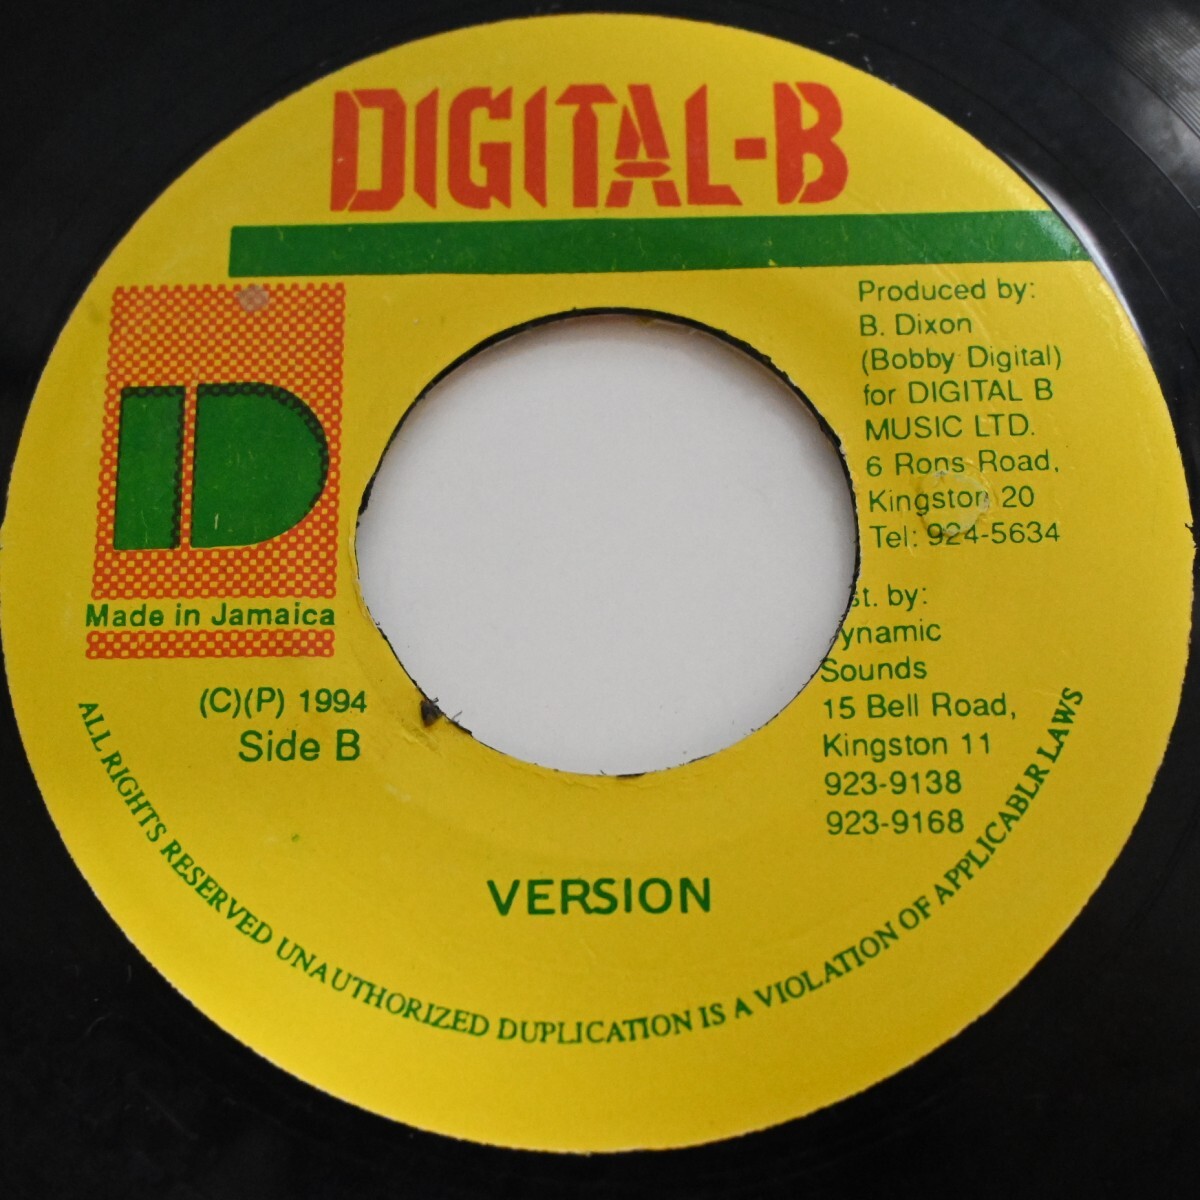 DIGITAL-B
Produced by:
B. Dixon
(Bobby Digital)
for DIGITAL B
MUSIC LTD.
6 Rons Road,
Kingston 20
Tel: 924-5634
by:
Sounds
15 Bell Road,
Kingston 11
923-9138
923-9168
D
Made in Jamaica
(C)(P) 1994
Side B
VERSION
ALL RIGHTS RESERVED UNAUTHORIZED DUPLICATION IS A VIOLATION OF APPLICABLR LAWS